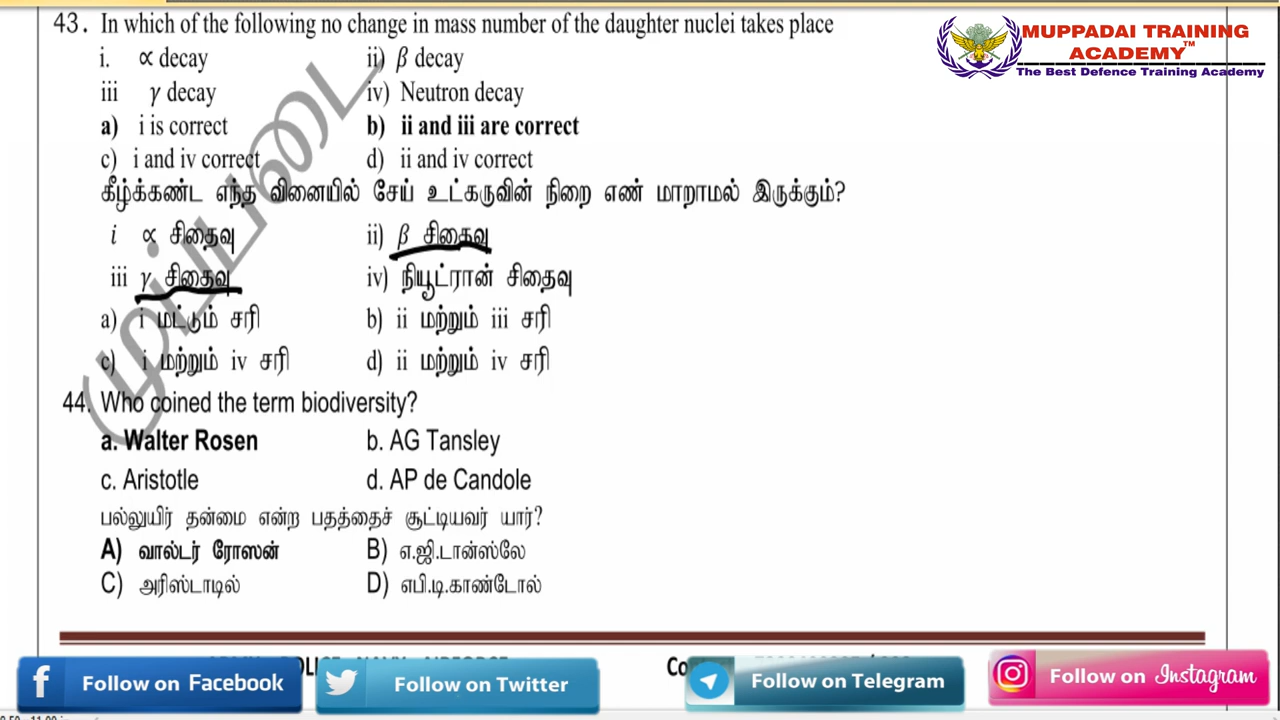 43. In which of the following no change in mass number of the daughter nuclei takes place
i. ∝ decay ii) β decay
iii γ decay iv) Neutron decay
a) i is correct b) ii and iii are correct
c) i and iv correct d) ii and iv correct
கீழ்க்கண்ட எந்த வினையில் சேய் உட்கருவின் நிறை எண் மாறாமல் இருக்கும்?
i ∝ சிதைவு ii) β சிதைவு
iii γ சிதைவு iv) நியூட்ரான் சிதைவு
a) i மட்டும் சரி b) ii மற்றும் iii சரி
c) i மற்றும் iv சரி d) ii மற்றும் iv சரி
44. Who coined the term biodiversity?
a. Walter Rosen b. AG Tansley
c. Aristotle d. AP de Candole
பல்லுயிர் தன்மை என்ற பதத்தைச் சூட்டியவர் யார்?
A) வால்டர் ரோஸன் B) எ.ஜி.டான்ஸ்லே
C) அரிஸ்டாடில் D) எபி.டி.காண்டோல்
முப்படை
MUPPADAI TRAINING
ACADEMY™
The Best Defence Training Academy
Follow on Facebook
Follow on Twitter
Follow on Telegram
Follow on Instagram